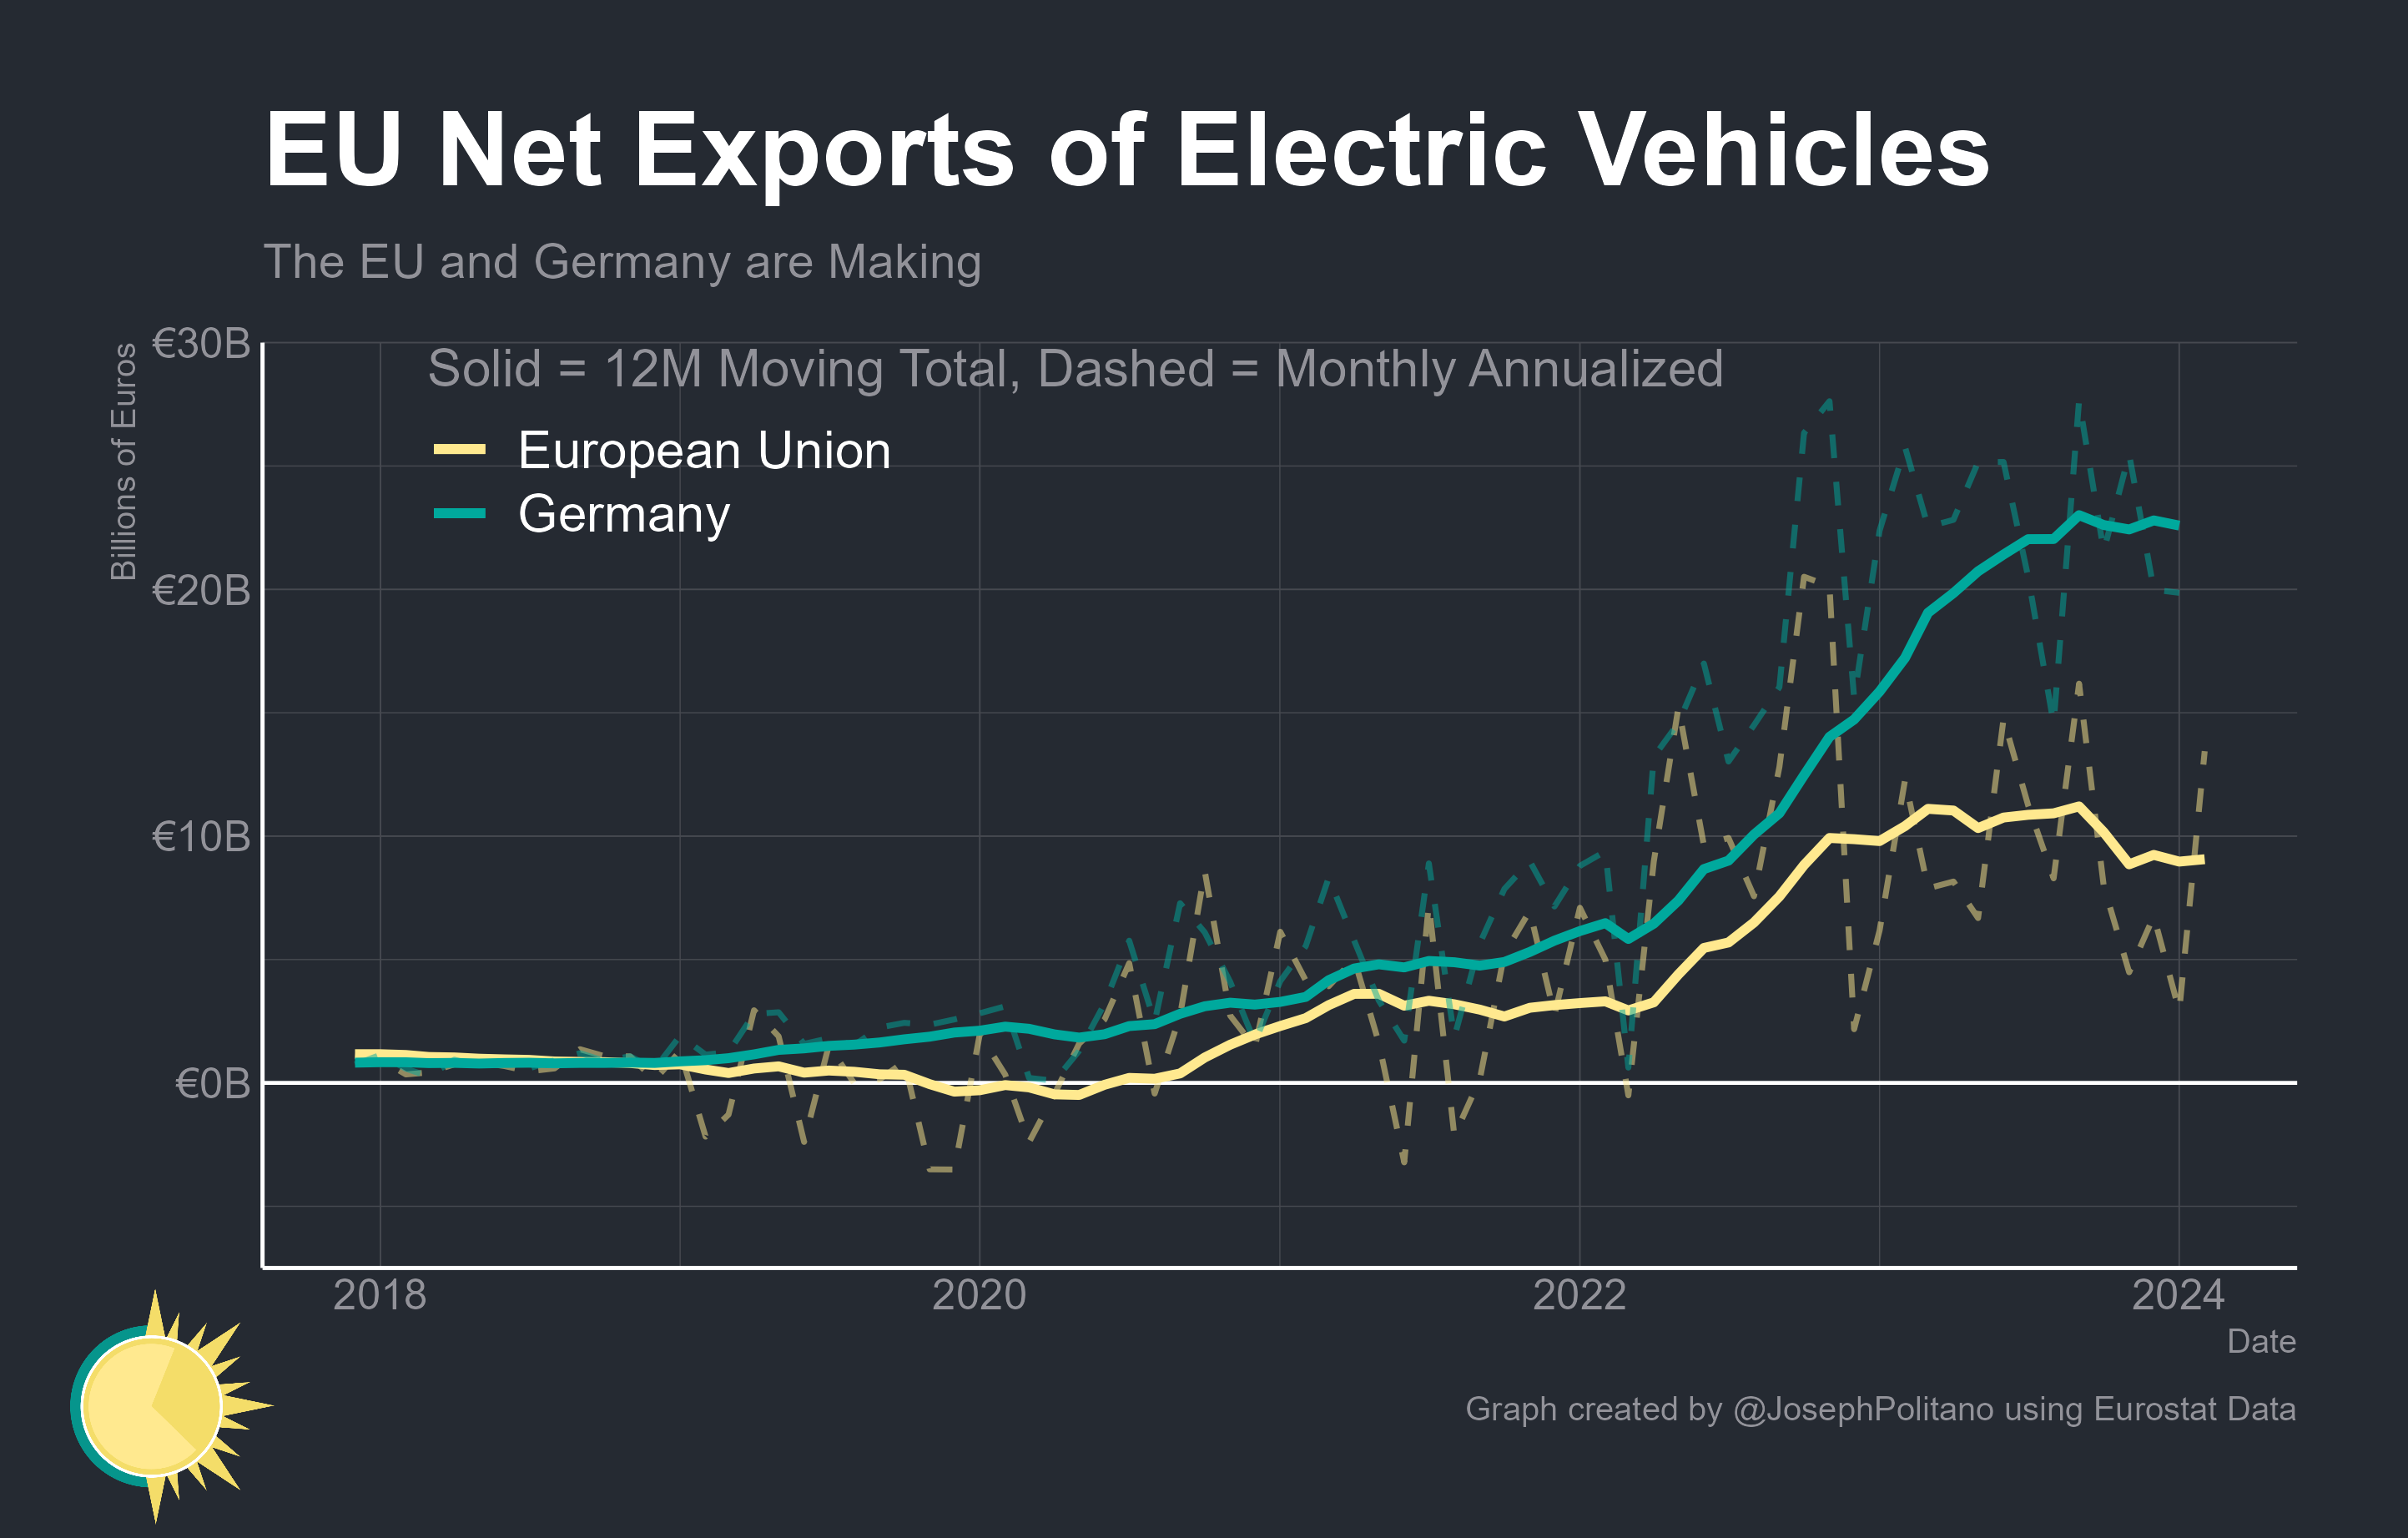 EU Net Exports of Electric Vehicles
The EU and Germany are Making
Billions of Euros
€30B
€20B
€10B
€0B
Solid = 12M Moving Total, Dashed = Monthly Annualized
European Union
Germany
2018
2020
2022
2024
Date
Graph created by @JosephPolitano using Eurostat Data